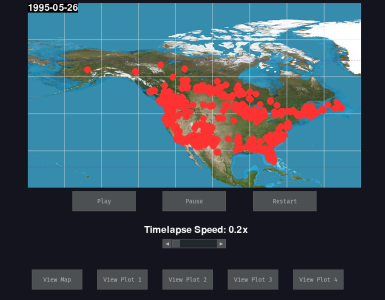 1995-05-26
Play Pause Restart
Timelapse Speed: 0.2x
View Map View Plot 1 View Plot 2 View Plot 3 View Plot 4